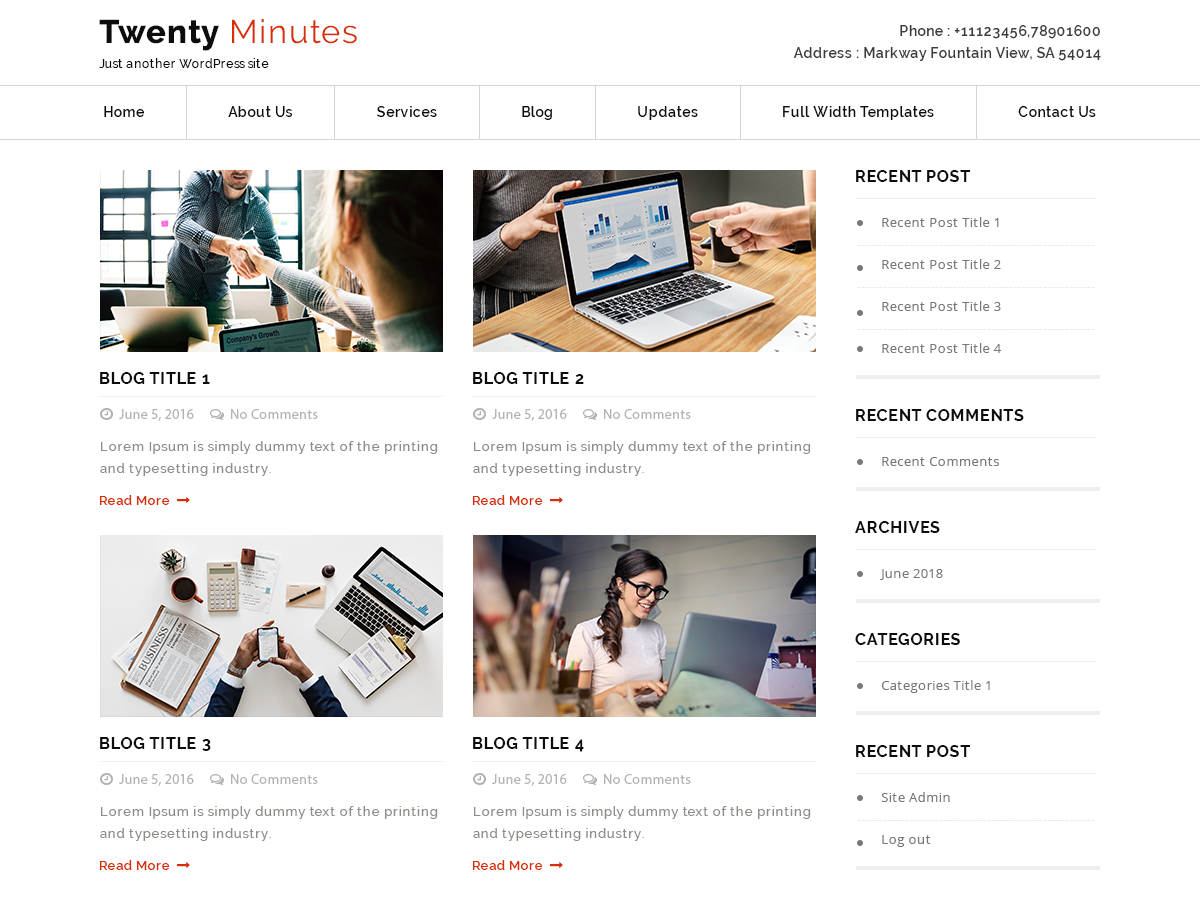 Twenty Minutes
Just another WordPress site
Phone : +11123456,78901600
Address : Markway Fountain View, SA 54014
Home
About Us
Services
Blog
Updates
Full Width Templates
Contact Us
Company's Growth
BLOG TITLE 1
June 5, 2016 No Comments
Lorem Ipsum is simply dummy text of the printing
and typesetting industry.
Read More
BLOG TITLE 2
June 5, 2016 No Comments
Lorem Ipsum is simply dummy text of the printing
and typesetting industry.
Read More
BUSINESS
BLOG TITLE 3
June 5, 2016 No Comments
Lorem Ipsum is simply dummy text of the printing
and typesetting industry.
Read More
BLOG TITLE 4
June 5, 2016 No Comments
Lorem Ipsum is simply dummy text of the printing
and typesetting industry.
Read More
RECENT POST
Recent Post Title 1
Recent Post Title 2
Recent Post Title 3
Recent Post Title 4
RECENT COMMENTS
Recent Comments
ARCHIVES
June 2018
CATEGORIES
Categories Title 1
RECENT POST
Site Admin
Log out